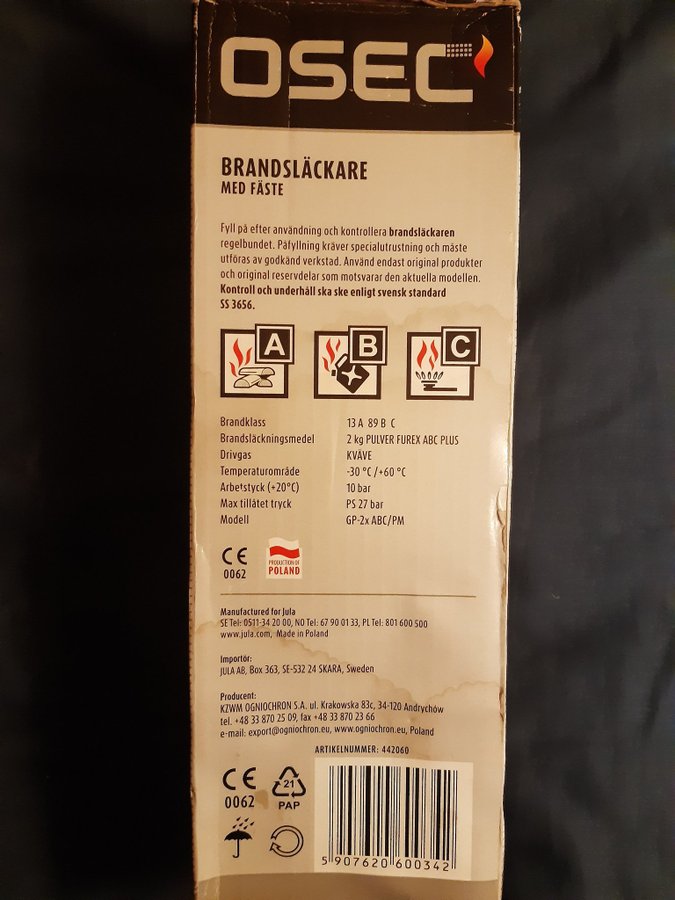 OSEC
BRANDSLÄCKARE
MED FÄSTE
Fyll på efter användning och kontrollera brandsläckaren
regelbundet. Påfyllning kräver specialutrustning och måste
utföras av godkänd verkstad. Använd endast original produkter
och original reservdelar som motsvarar den aktuella modellen.
Kontroll och underhåll ska ske enligt svensk standard
SS 3656.
A B C
Brandklass 13 A 89 B C
Brandsläckningsmedel 2 kg PULVER FUREX ABC PLUS
Drivgas KVÄVE
Temperaturområde -30 °C /+60 °C
Arbetstyck (+20°C) 10 bar
Max tillåtet tryck PS 27 bar
Modell GP-2x ABC/PM
CE
0062
PRODUCTION OF
POLAND
Manufactured for Jula
SE Tel: 0511-34 20 00, NO Tel: 67 90 01 33, PL Tel: 801 600 500
www.jula.com, Made in Poland
Importör:
JULA AB, Box 363, SE-532 24 SKARA, Sweden
Producent:
KZWM OGNIOCHRON S.A. ul. Krakowska 83c, 34-120 Andrychów
tel. +48 33 870 25 09, fax +48 33 870 23 66
e-mail: export@ogniochron.eu, www.ogniochron.eu, Poland
ARTIKELNUMMER: 442060
CE
0062
21
PAP
5 907620 600342